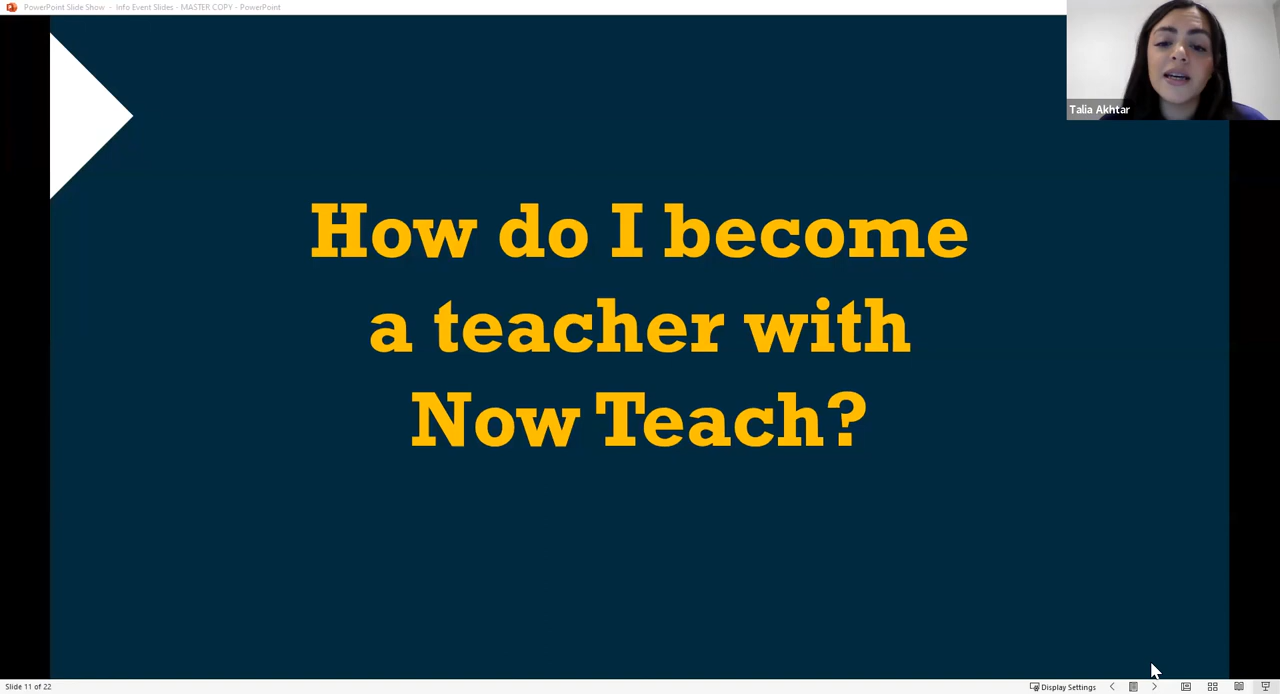 PowerPoint Slide Show - Info Event Slides - MASTER COPY - PowerPoint
Talia Akhtar
How do I become
a teacher with
Now Teach?
Slide 11 of 22
Display Settings